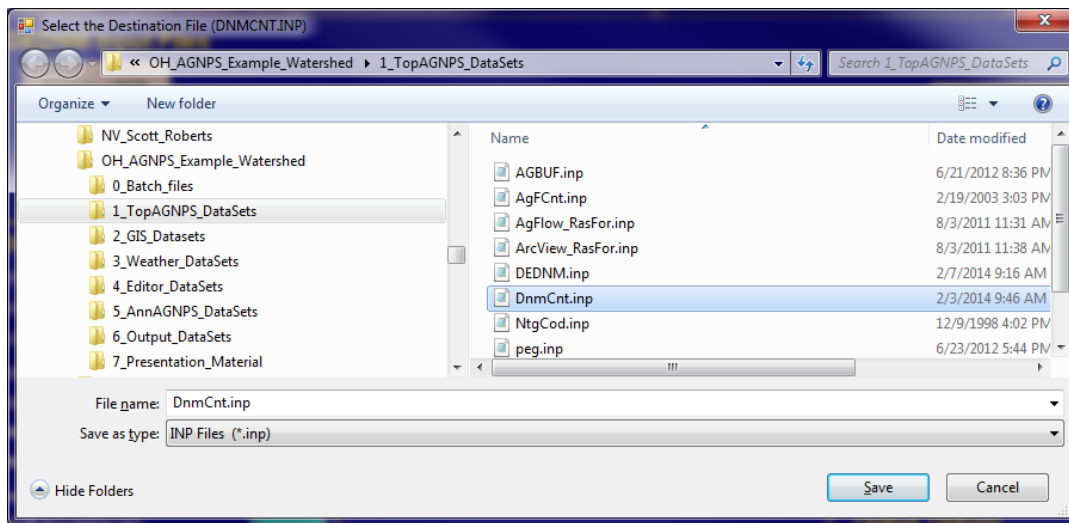 Select the Destination File (DNMCNT.INP)
« OH_AGNPS_Example_Watershed 1_TopAGNPS_DataSets
Search 1_TopAGNPS_DataSets
Organize New folder
NV_Scott_Roberts
OH_AGNPS_Example_Watershed
0_Batch_files
1_TopAGNPS_DataSets
2_GIS_Datasets
3_Weather_DataSets
4_Editor_DataSets
5_AnnAGNPS_DataSets
6_Output_DataSets
7_Presentation_Material
Name Date modified
AGBUF.inp 6/21/2012 8:36 PM
AgFCnt.inp 2/19/2003 3:03 PM
AgFlow_RasFor.inp 8/3/2011 11:31 AM
ArcView_RasFor.inp 8/3/2011 11:38 AM
DEDNM.inp 2/7/2014 9:16 AM
DnmCnt.inp 2/3/2014 9:46 AM
NtgCod.inp 12/9/1998 4:02 PM
peg.inp 6/23/2012 5:44 PM
File name: DnmCnt.inp
Save as type: INP Files (*.inp)
Hide Folders
Save Cancel